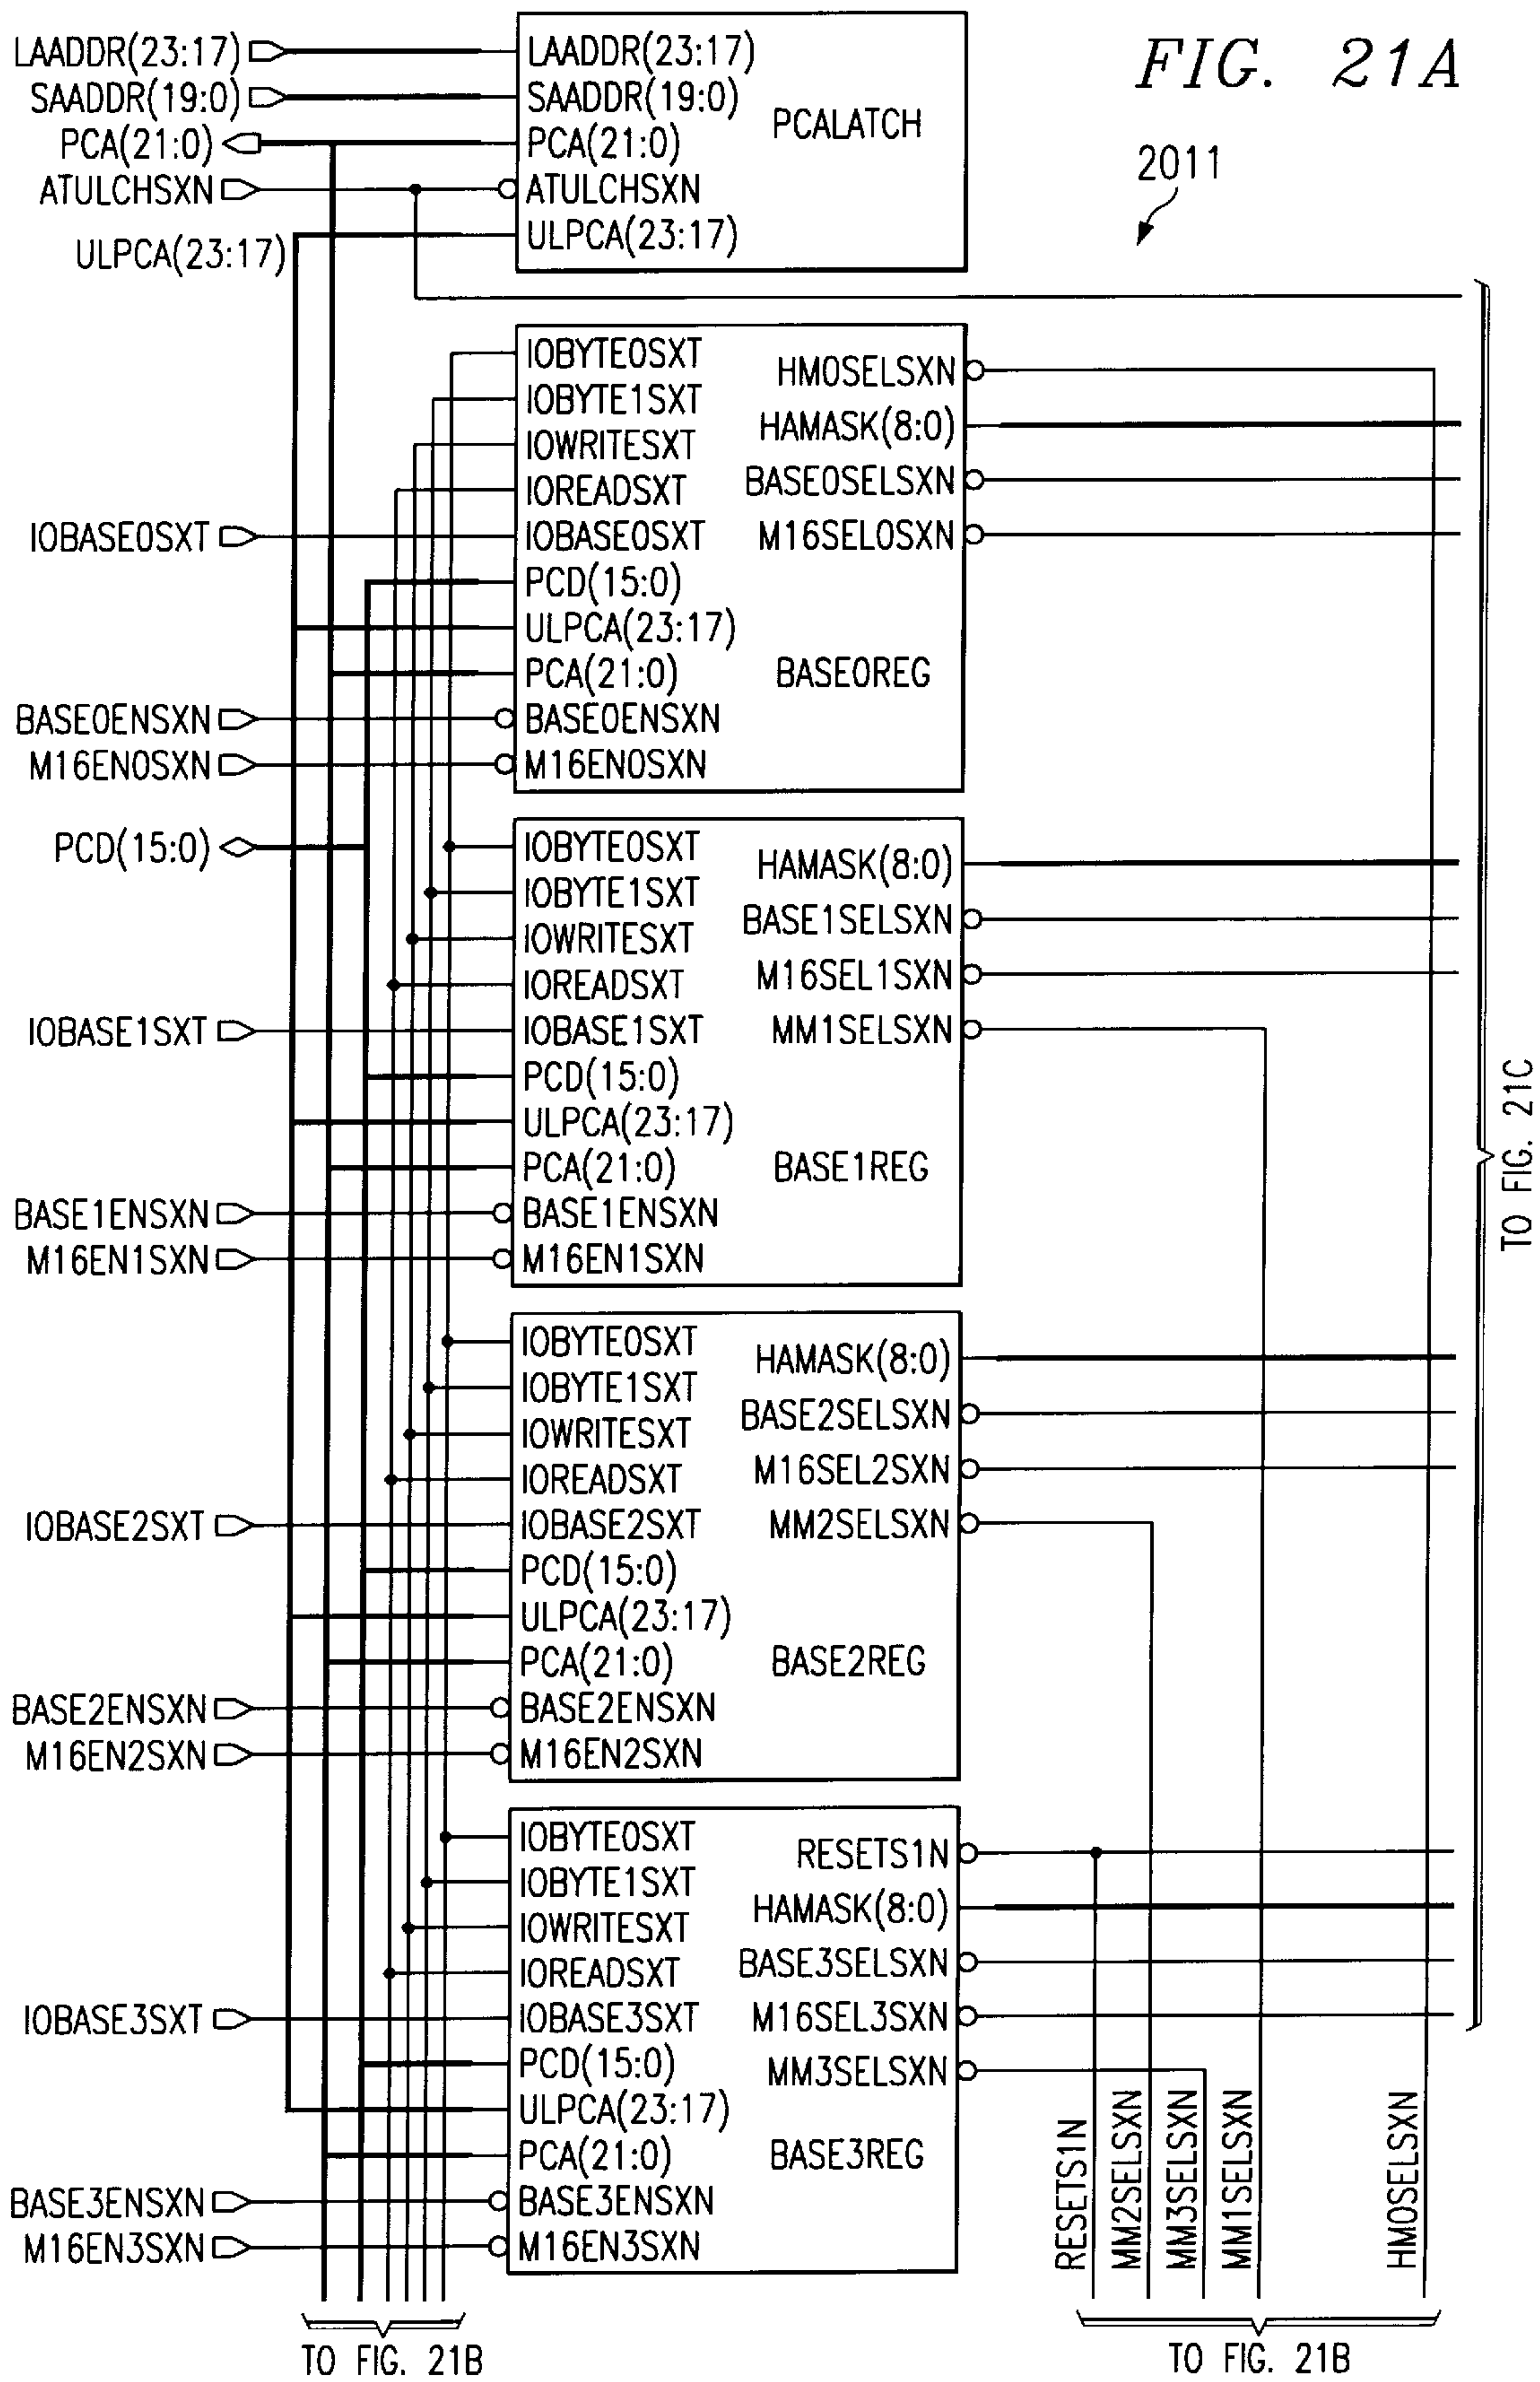 FIG. 21A
2011
LAADDR(23:17)
SAADDR(19:0)
PCA(21:0)
ATULCHSXN
ULPCA(23:17)
LAADDR(23:17)
SAADDR(19:0)
PCA(21:0)
ATULCHSXN
ULPCA(23:17)
PCALATCH
IOBASE0SXT
BASE0ENSXN
M16EN0SXN
IOBYTE0SXT
IOBYTE1SXT
IOWRITESXT
IOREADSXT
IOBASE0SXT
PCD(15:0)
ULPCA(23:17)
PCA(21:0)
BASE0ENSXN
M16EN0SXN
HM0SELSXN
HAMASK(8:0)
BASE0SELSXN
M16SEL0SXN
BASE0REG
PCD(15:0)
IOBASE1SXT
BASE1ENSXN
M16EN1SXN
IOBYTE0SXT
IOBYTE1SXT
IOWRITESXT
IOREADSXT
IOBASE1SXT
PCD(15:0)
ULPCA(23:17)
PCA(21:0)
BASE1ENSXN
M16EN1SXN
HAMASK(8:0)
BASE1SELSXN
M16SEL1SXN
MM1SELSXN
BASE1REG
IOBASE2SXT
BASE2ENSXN
M16EN2SXN
IOBYTE0SXT
IOBYTE1SXT
IOWRITESXT
IOREADSXT
IOBASE2SXT
PCD(15:0)
ULPCA(23:17)
PCA(21:0)
BASE2ENSXN
M16EN2SXN
HAMASK(8:0)
BASE2SELSXN
M16SEL2SXN
MM2SELSXN
BASE2REG
IOBASE3SXT
BASE3ENSXN
M16EN3SXN
IOBYTE0SXT
IOBYTE1SXT
IOWRITESXT
IOREADSXT
IOBASE3SXT
PCD(15:0)
ULPCA(23:17)
PCA(21:0)
BASE3ENSXN
M16EN3SXN
RESETS1N
HAMASK(8:0)
BASE3SELSXN
M16SEL3SXN
MM3SELSXN
BASE3REG
RESETS1N
MM2SELSXN
MM3SELSXN
MM1SELSXN
HM0SELSXN
TO FIG. 21C
TO FIG. 21B
TO FIG. 21B